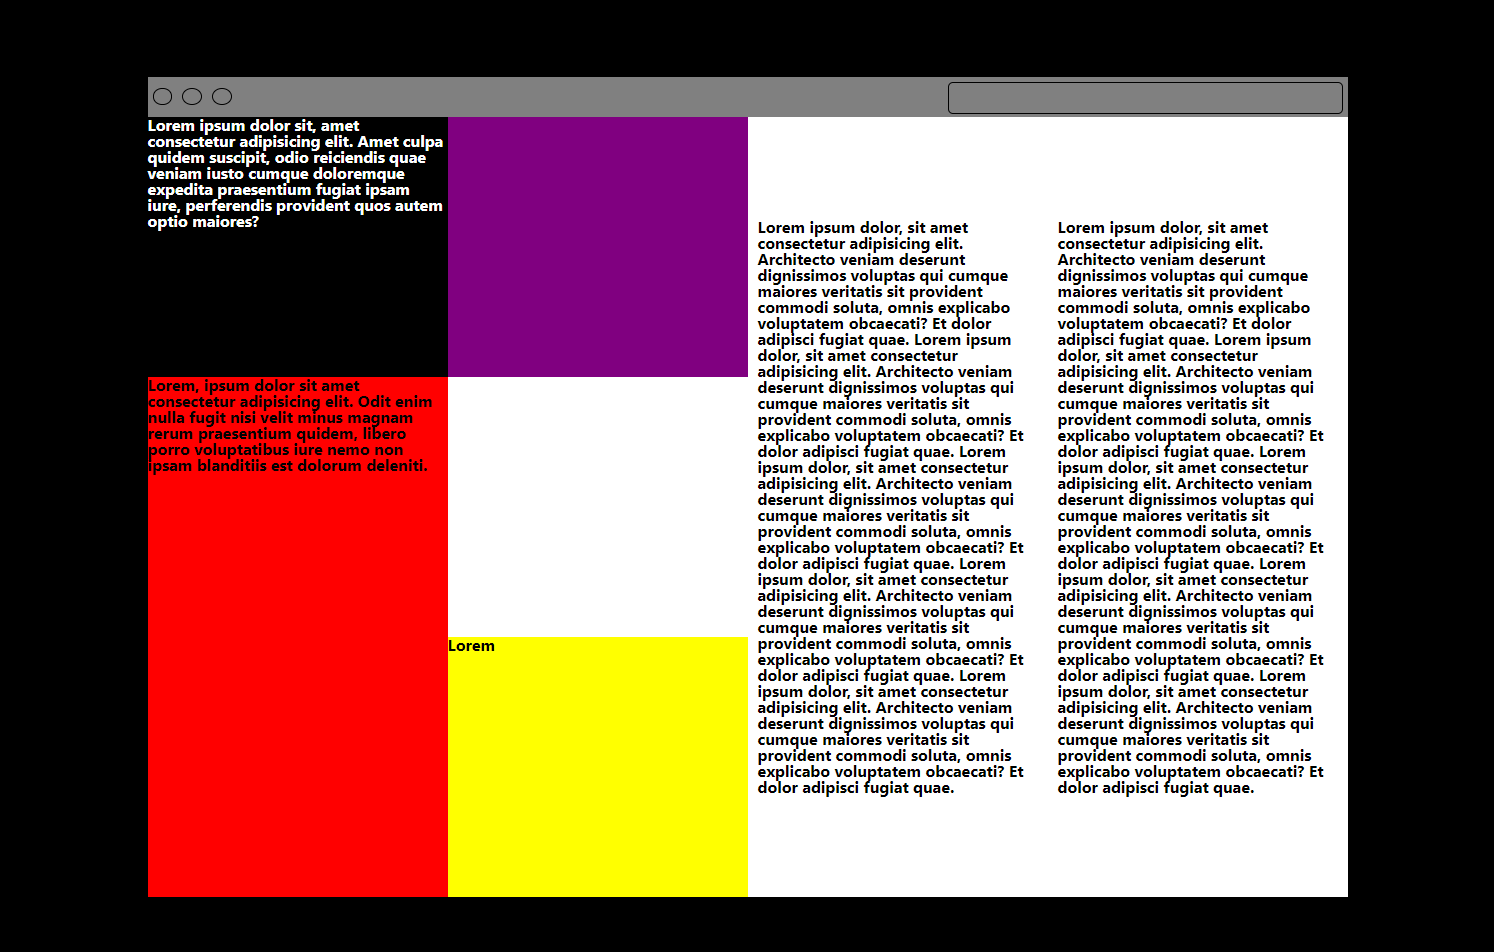 Lorem ipsum dolor sit, amet
consectetur adipisicing elit. Amet culpa
quidem suscipit, odio reiciendis quae
veniam iusto cumque doloremque
expedita praesentium fugiat ipsam
iure, perferendis provident quos autem
optio maiores?
Lorem, ipsum dolor sit amet
consectetur adipisicing elit. Odit enim
nulla fugit nisi velit minus magnam
rerum praesentium quidem, libero
porro voluptatibus iure nemo non
ipsam blanditiis est dolorum deleniti.
Lorem
Lorem ipsum dolor, sit amet
consectetur adipisicing elit.
Architecto veniam deserunt
dignissimos voluptas qui cumque
maiores veritatis sit provident
commodi soluta, omnis explicabo
voluptatem obcaecati? Et dolor
adipisci fugiat quae. Lorem ipsum
dolor, sit amet consectetur
adipisicing elit. Architecto veniam
deserunt dignissimos voluptas qui
cumque maiores veritatis sit
provident commodi soluta, omnis
explicabo voluptatem obcaecati? Et
dolor adipisci fugiat quae. Lorem
ipsum dolor, sit amet consectetur
adipisicing elit. Architecto veniam
deserunt dignissimos voluptas qui
cumque maiores veritatis sit
provident commodi soluta, omnis
explicabo voluptatem obcaecati? Et
dolor adipisci fugiat quae. Lorem
ipsum dolor, sit amet consectetur
adipisicing elit. Architecto veniam
deserunt dignissimos voluptas qui
cumque maiores veritatis sit
provident commodi soluta, omnis
explicabo voluptatem obcaecati? Et
dolor adipisci fugiat quae. Lorem
ipsum dolor, sit amet consectetur
adipisicing elit. Architecto veniam
deserunt dignissimos voluptas qui
cumque maiores veritatis sit
provident commodi soluta, omnis
explicabo voluptatem obcaecati? Et
dolor adipisci fugiat quae.
Lorem ipsum dolor, sit amet
consectetur adipisicing elit.
Architecto veniam deserunt
dignissimos voluptas qui cumque
maiores veritatis sit provident
commodi soluta, omnis explicabo
voluptatem obcaecati? Et dolor
adipisci fugiat quae. Lorem ipsum
dolor, sit amet consectetur
adipisicing elit. Architecto veniam
deserunt dignissimos voluptas qui
cumque maiores veritatis sit
provident commodi soluta, omnis
explicabo voluptatem obcaecati? Et
dolor adipisci fugiat quae. Lorem
ipsum dolor, sit amet consectetur
adipisicing elit. Architecto veniam
deserunt dignissimos voluptas qui
cumque maiores veritatis sit
provident commodi soluta, omnis
explicabo voluptatem obcaecati? Et
dolor adipisci fugiat quae. Lorem
ipsum dolor, sit amet consectetur
adipisicing elit. Architecto veniam
deserunt dignissimos voluptas qui
cumque maiores veritatis sit
provident commodi soluta, omnis
explicabo voluptatem obcaecati? Et
dolor adipisci fugiat quae. Lorem
ipsum dolor, sit amet consectetur
adipisicing elit. Architecto veniam
deserunt dignissimos voluptas qui
cumque maiores veritatis sit
provident commodi soluta, omnis
explicabo voluptatem obcaecati? Et
dolor adipisci fugiat quae.